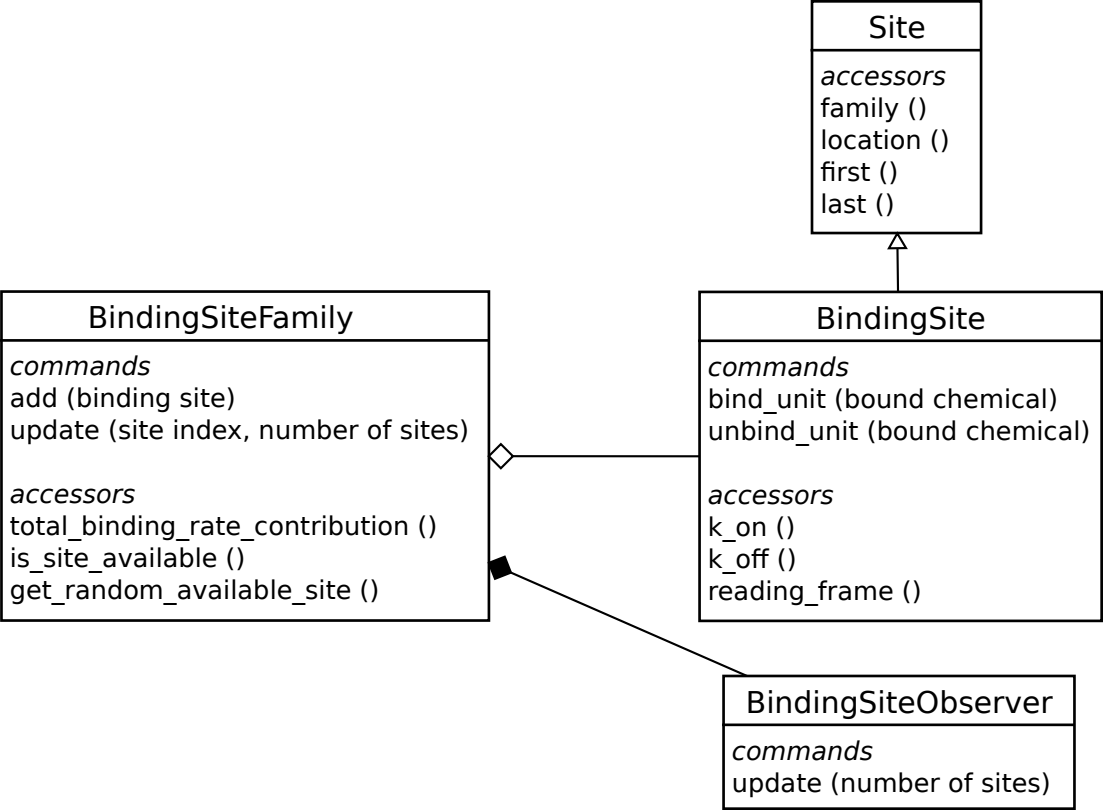 Site
accessors
family ()
location ()
first ()
last ()
BindingSiteFamily
commands
add (binding site)
update (site index, number of sites)
accessors
total_binding_rate_contribution ()
is_site_available ()
get_random_available_site ()
BindingSite
commands
bind_unit (bound chemical)
unbind_unit (bound chemical)
accessors
k_on ()
k_off ()
reading_frame ()
BindingSiteObserver
commands
update (number of sites)